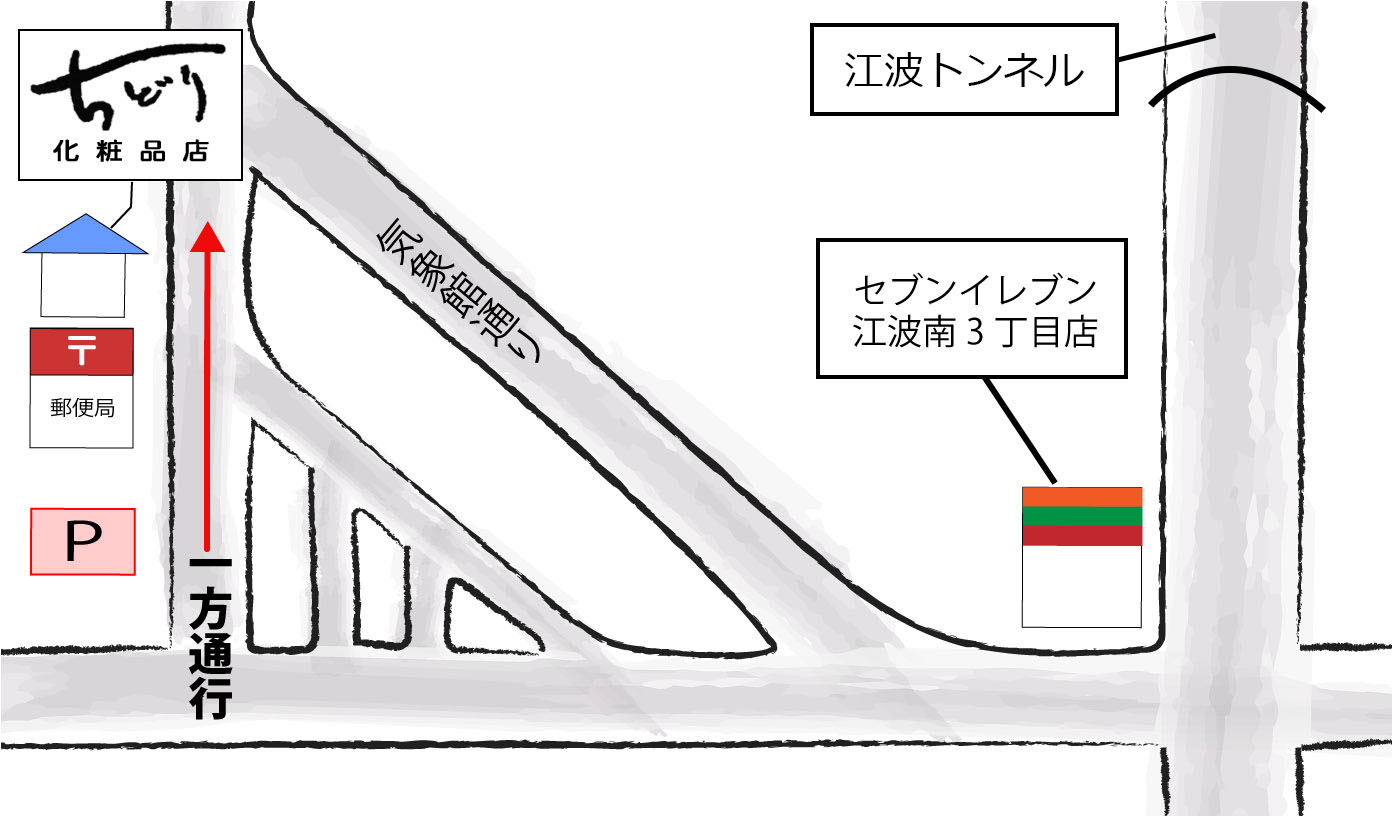 ちどり
化粧品店
江波トンネル
気象館通り
セブンイレブン
江波南3丁目店
〒
郵便局
P
一方通行